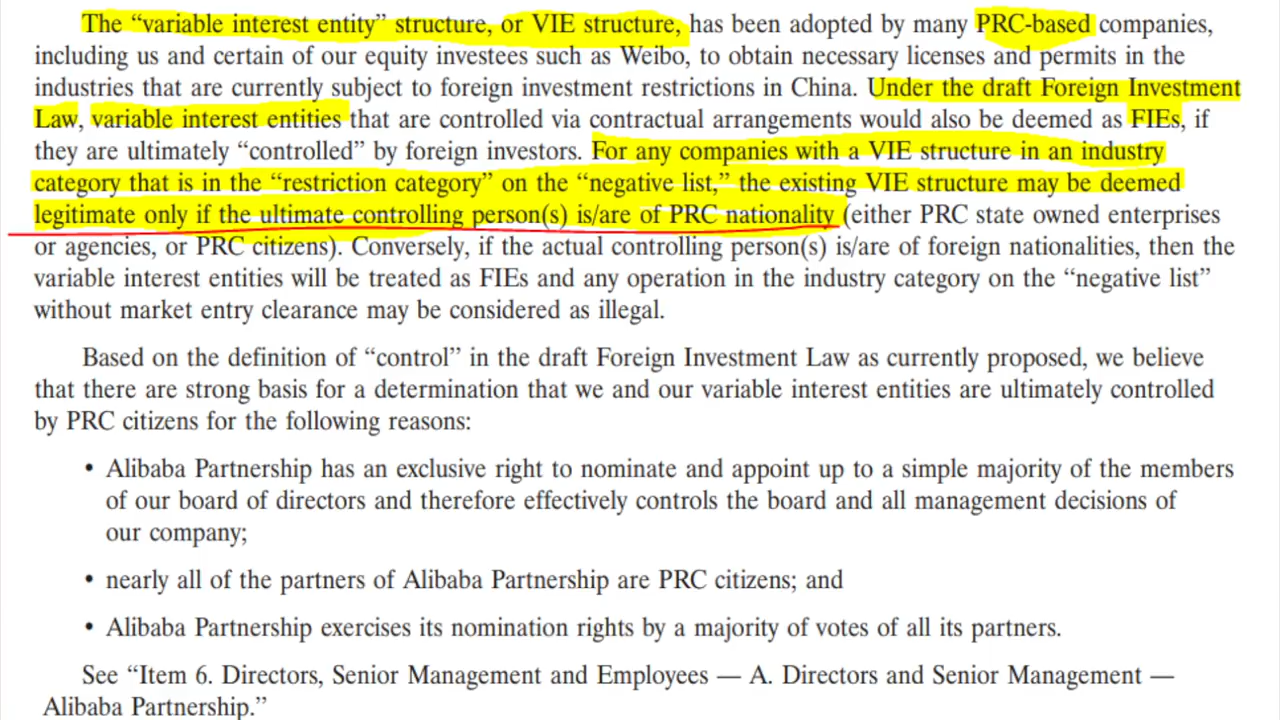 The “variable interest entity” structure, or VIE structure, has been adopted by many PRC-based companies,
including us and certain of our equity investees such as Weibo, to obtain necessary licenses and permits in the
industries that are currently subject to foreign investment restrictions in China. Under the draft Foreign Investment
Law, variable interest entities that are controlled via contractual arrangements would also be deemed as FIEs, if
they are ultimately “controlled” by foreign investors. For any companies with a VIE structure in an industry
category that is in the “restriction category” on the “negative list,” the existing VIE structure may be deemed
legitimate only if the ultimate controlling person(s) is/are of PRC nationality (either PRC state owned enterprises
or agencies, or PRC citizens). Conversely, if the actual controlling person(s) is/are of foreign nationalities, then the
variable interest entities will be treated as FIEs and any operation in the industry category on the “negative list”
without market entry clearance may be considered as illegal.
Based on the definition of “control” in the draft Foreign Investment Law as currently proposed, we believe
that there are strong basis for a determination that we and our variable interest entities are ultimately controlled
by PRC citizens for the following reasons:
• Alibaba Partnership has an exclusive right to nominate and appoint up to a simple majority of the members
of our board of directors and therefore effectively controls the board and all management decisions of
our company;
• nearly all of the partners of Alibaba Partnership are PRC citizens; and
• Alibaba Partnership exercises its nomination rights by a majority of votes of all its partners.
See “Item 6. Directors, Senior Management and Employees — A. Directors and Senior Management —
Alibaba Partnership.”